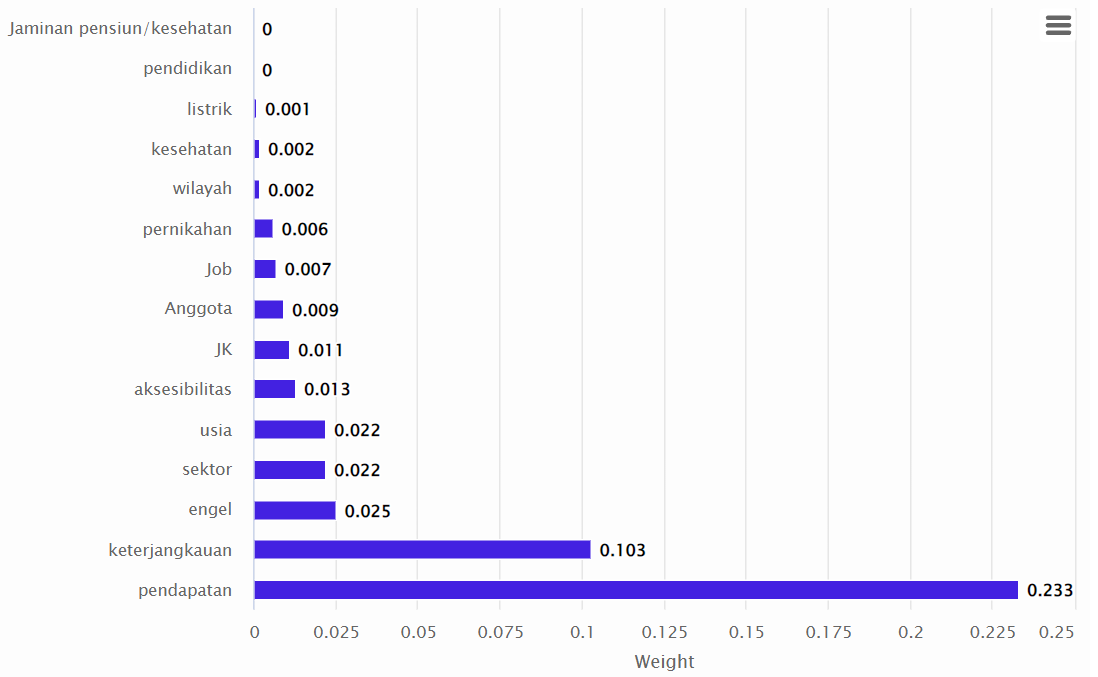 Jaminan pensiun/kesehatan 0
pendidikan 0
listrik 0.001
kesehatan 0.002
wilayah 0.002
pernikahan 0.006
Job 0.007
Anggota 0.009
JK 0.011
aksesibilitas 0.013
usia 0.022
sektor 0.022
engel 0.025
keterjangkauan 0.103
pendapatan 0.233
0 0.025 0.05 0.075 0.1 0.125 0.15 0.175 0.2 0.225 0.25
Weight